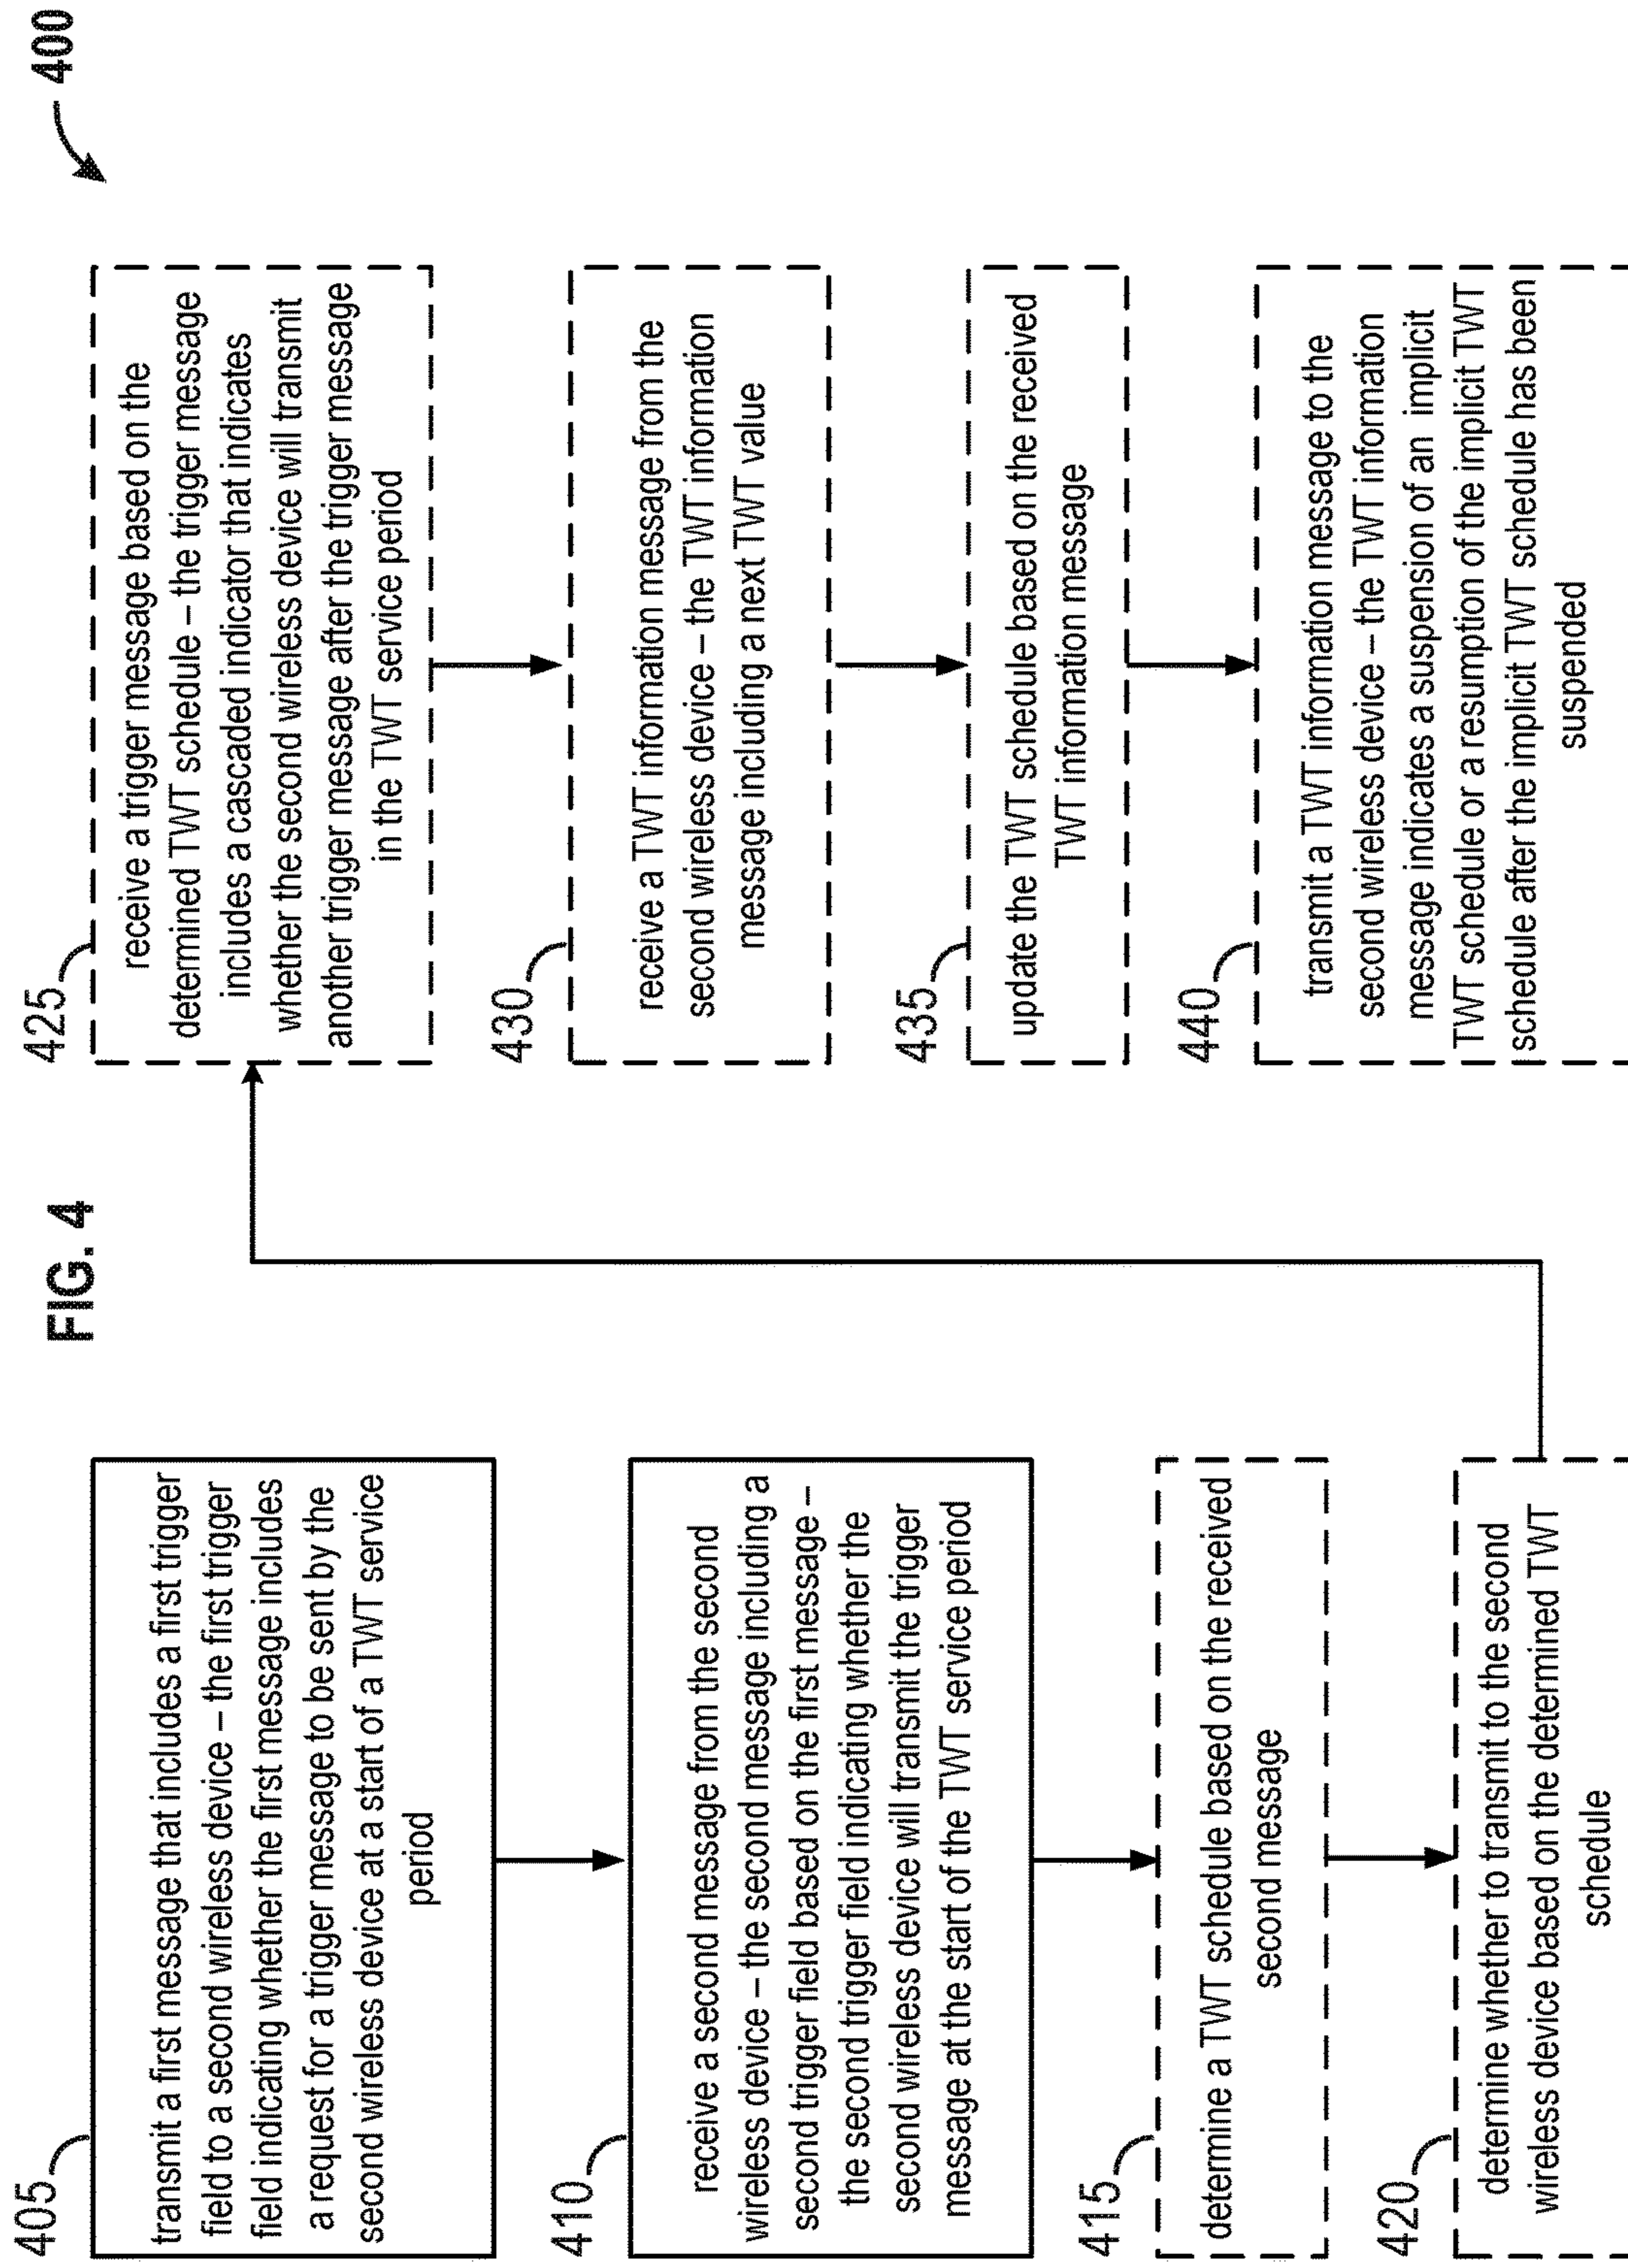 FIG. 4
400
405
transmit a first message that includes a first trigger
field to a second wireless device – the first trigger
field indicating whether the first message includes
a request for a trigger message to be sent by the
second wireless device at a start of a TWT service
period
410
receive a second message from the second
wireless device – the second message including a
second trigger field based on the first message –
the second trigger field indicating whether the
second wireless device will transmit the trigger
message at the start of the TWT service period
415
determine a TWT schedule based on the received
second message
420
determine whether to transmit to the second
wireless device based on the determined TWT
schedule
425
receive a trigger message based on the
determined TWT schedule – the trigger message
includes a cascaded indicator that indicates
whether the second wireless device will transmit
another trigger message after the trigger message
in the TWT service period
430
receive a TWT information message from the
second wireless device – the TWT information
message including a next TWT value
435
update the TWT schedule based on the received
TWT information message
440
transmit a TWT information message to the
second wireless device – the TWT information
message indicates a suspension of an implicit
TWT schedule or a resumption of the implicit TWT
schedule after the implicit TWT schedule has been
suspended